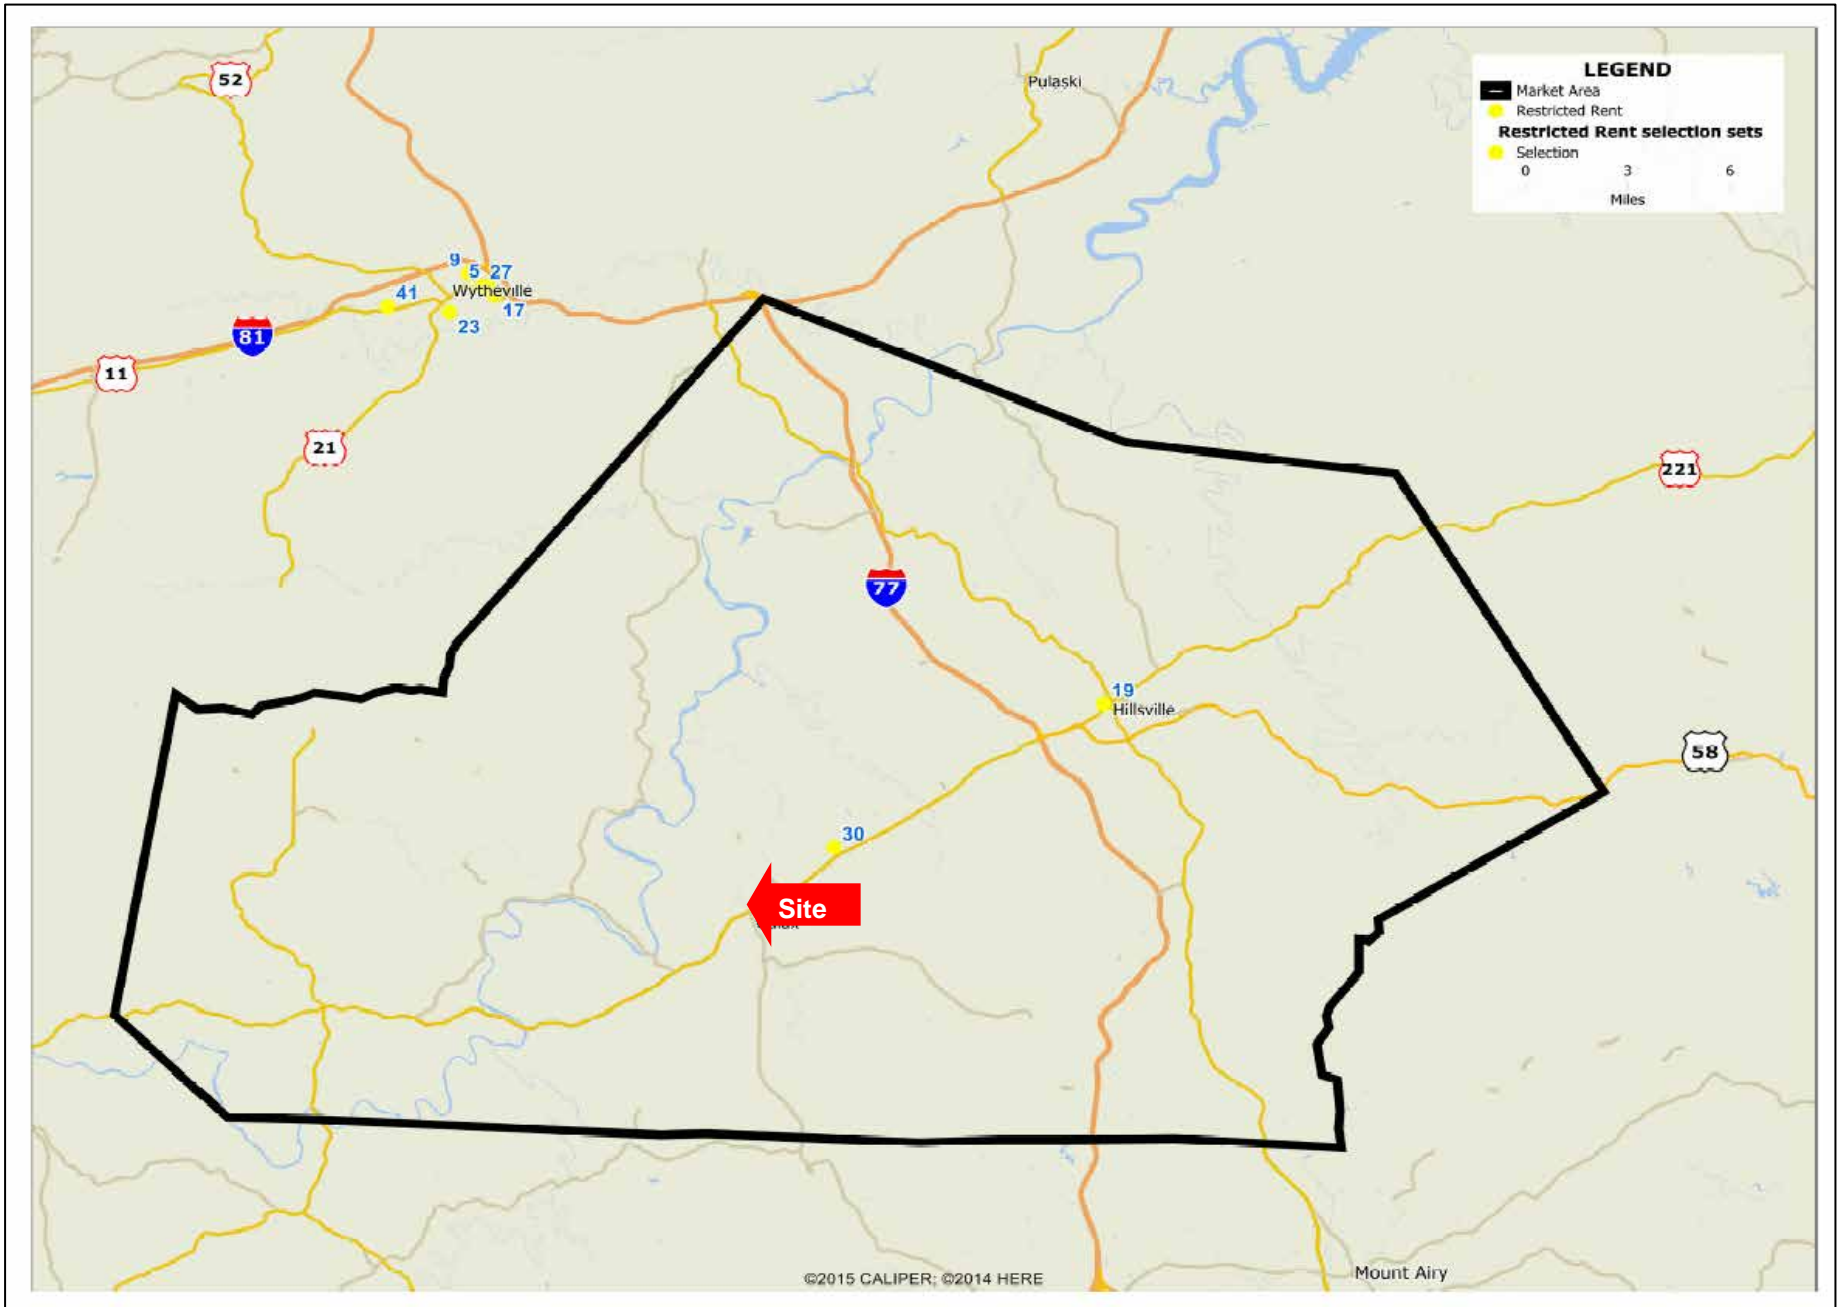 52
Pulaski
LEGEND
Market Area
Restricted Rent
Restricted Rent selection sets
Selection
0 3 6
Miles
9
5 27
Wytheville
41
17
23
81
11
21
221
77
19
Hillsville
58
30
Site
©2015 CALIPER; ©2014 HERE
Mount Airy